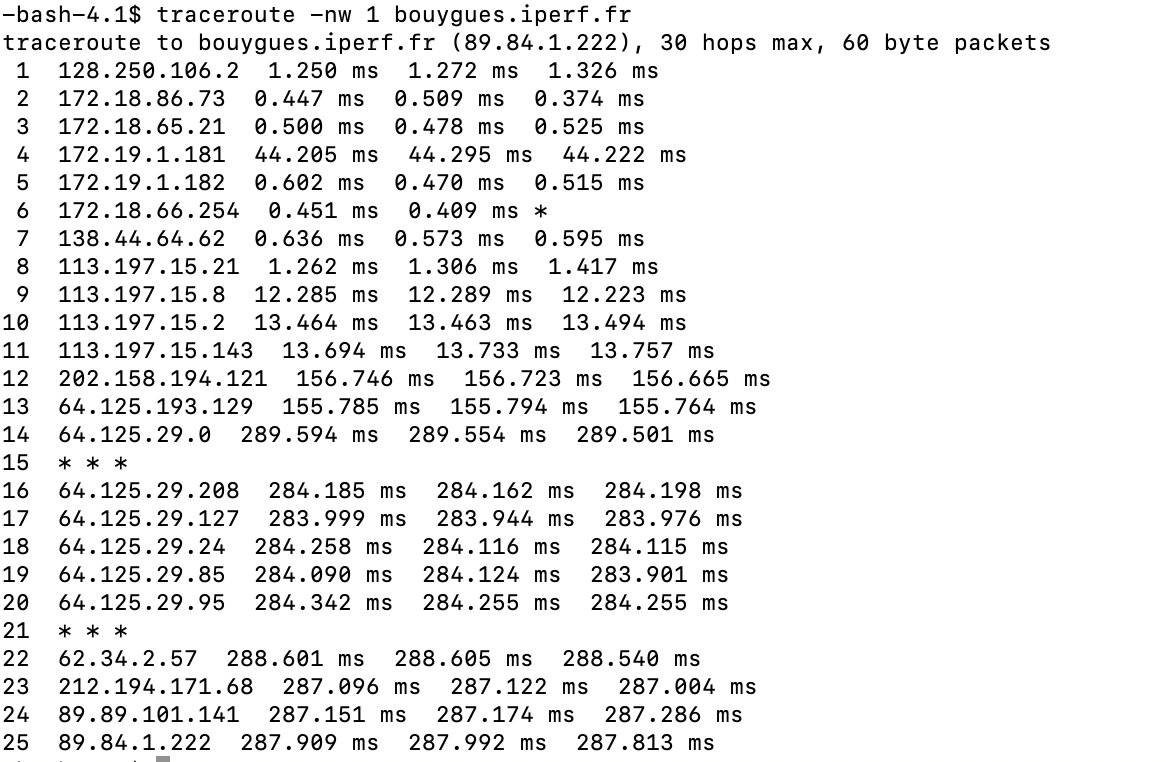 -bash-4.1$ traceroute -nw 1 bouygues.iperf.fr
traceroute to bouygues.iperf.fr (89.84.1.222), 30 hops max, 60 byte packets
 1  128.250.106.2  1.250 ms  1.272 ms  1.326 ms
 2  172.18.86.73  0.447 ms  0.509 ms  0.374 ms
 3  172.18.65.21  0.500 ms  0.478 ms  0.525 ms
 4  172.19.1.181  44.205 ms  44.295 ms  44.222 ms
 5  172.19.1.182  0.602 ms  0.470 ms  0.515 ms
 6  172.18.66.254  0.451 ms  0.409 ms *
 7  138.44.64.62  0.636 ms  0.573 ms  0.595 ms
 8  113.197.15.21  1.262 ms  1.306 ms  1.417 ms
 9  113.197.15.8  12.285 ms  12.289 ms  12.223 ms
10  113.197.15.2  13.464 ms  13.463 ms  13.494 ms
11  113.197.15.143  13.694 ms  13.733 ms  13.757 ms
12  202.158.194.121  156.746 ms  156.723 ms  156.665 ms
13  64.125.193.129  155.785 ms  155.794 ms  155.764 ms
14  64.125.29.0  289.594 ms  289.554 ms  289.501 ms
15  * * *
16  64.125.29.208  284.185 ms  284.162 ms  284.198 ms
17  64.125.29.127  283.999 ms  283.944 ms  283.976 ms
18  64.125.29.24  284.258 ms  284.116 ms  284.115 ms
19  64.125.29.85  284.090 ms  284.124 ms  283.901 ms
20  64.125.29.95  284.342 ms  284.255 ms  284.255 ms
21  * * *
22  62.34.2.57  288.601 ms  288.605 ms  288.540 ms
23  212.194.171.68  287.096 ms  287.122 ms  287.004 ms
24  89.89.101.141  287.151 ms  287.174 ms  287.286 ms
25  89.84.1.222  287.909 ms  287.992 ms  287.813 ms